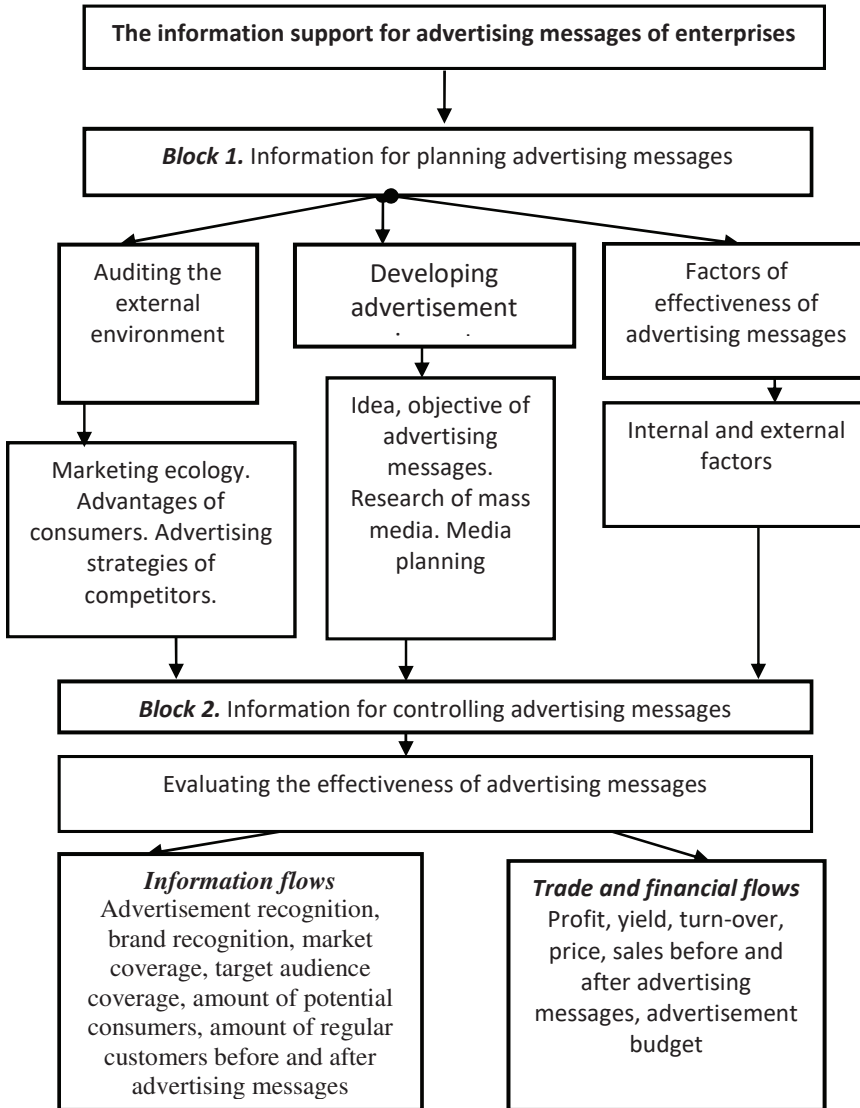 The information support for advertising messages of enterprises
Block 1. Information for planning advertising messages
Auditing the
external
environment
Developing
advertisement
Factors of
effectiveness of
advertising messages
Marketing ecology.
Advantages of
consumers. Advertising
strategies of
competitors.
Idea, objective of
advertising
messages.
Research of mass
media. Media
planning
Internal and external
factors
Block 2. Information for controlling advertising messages
Evaluating the effectiveness of advertising messages
Information flows
Advertisement recognition,
brand recognition, market
coverage, target audience
coverage, amount of potential
consumers, amount of regular
customers before and after
advertising messages
Trade and financial flows
Profit, yield, turn-over,
price, sales before and
after advertising
messages, advertisement
budget